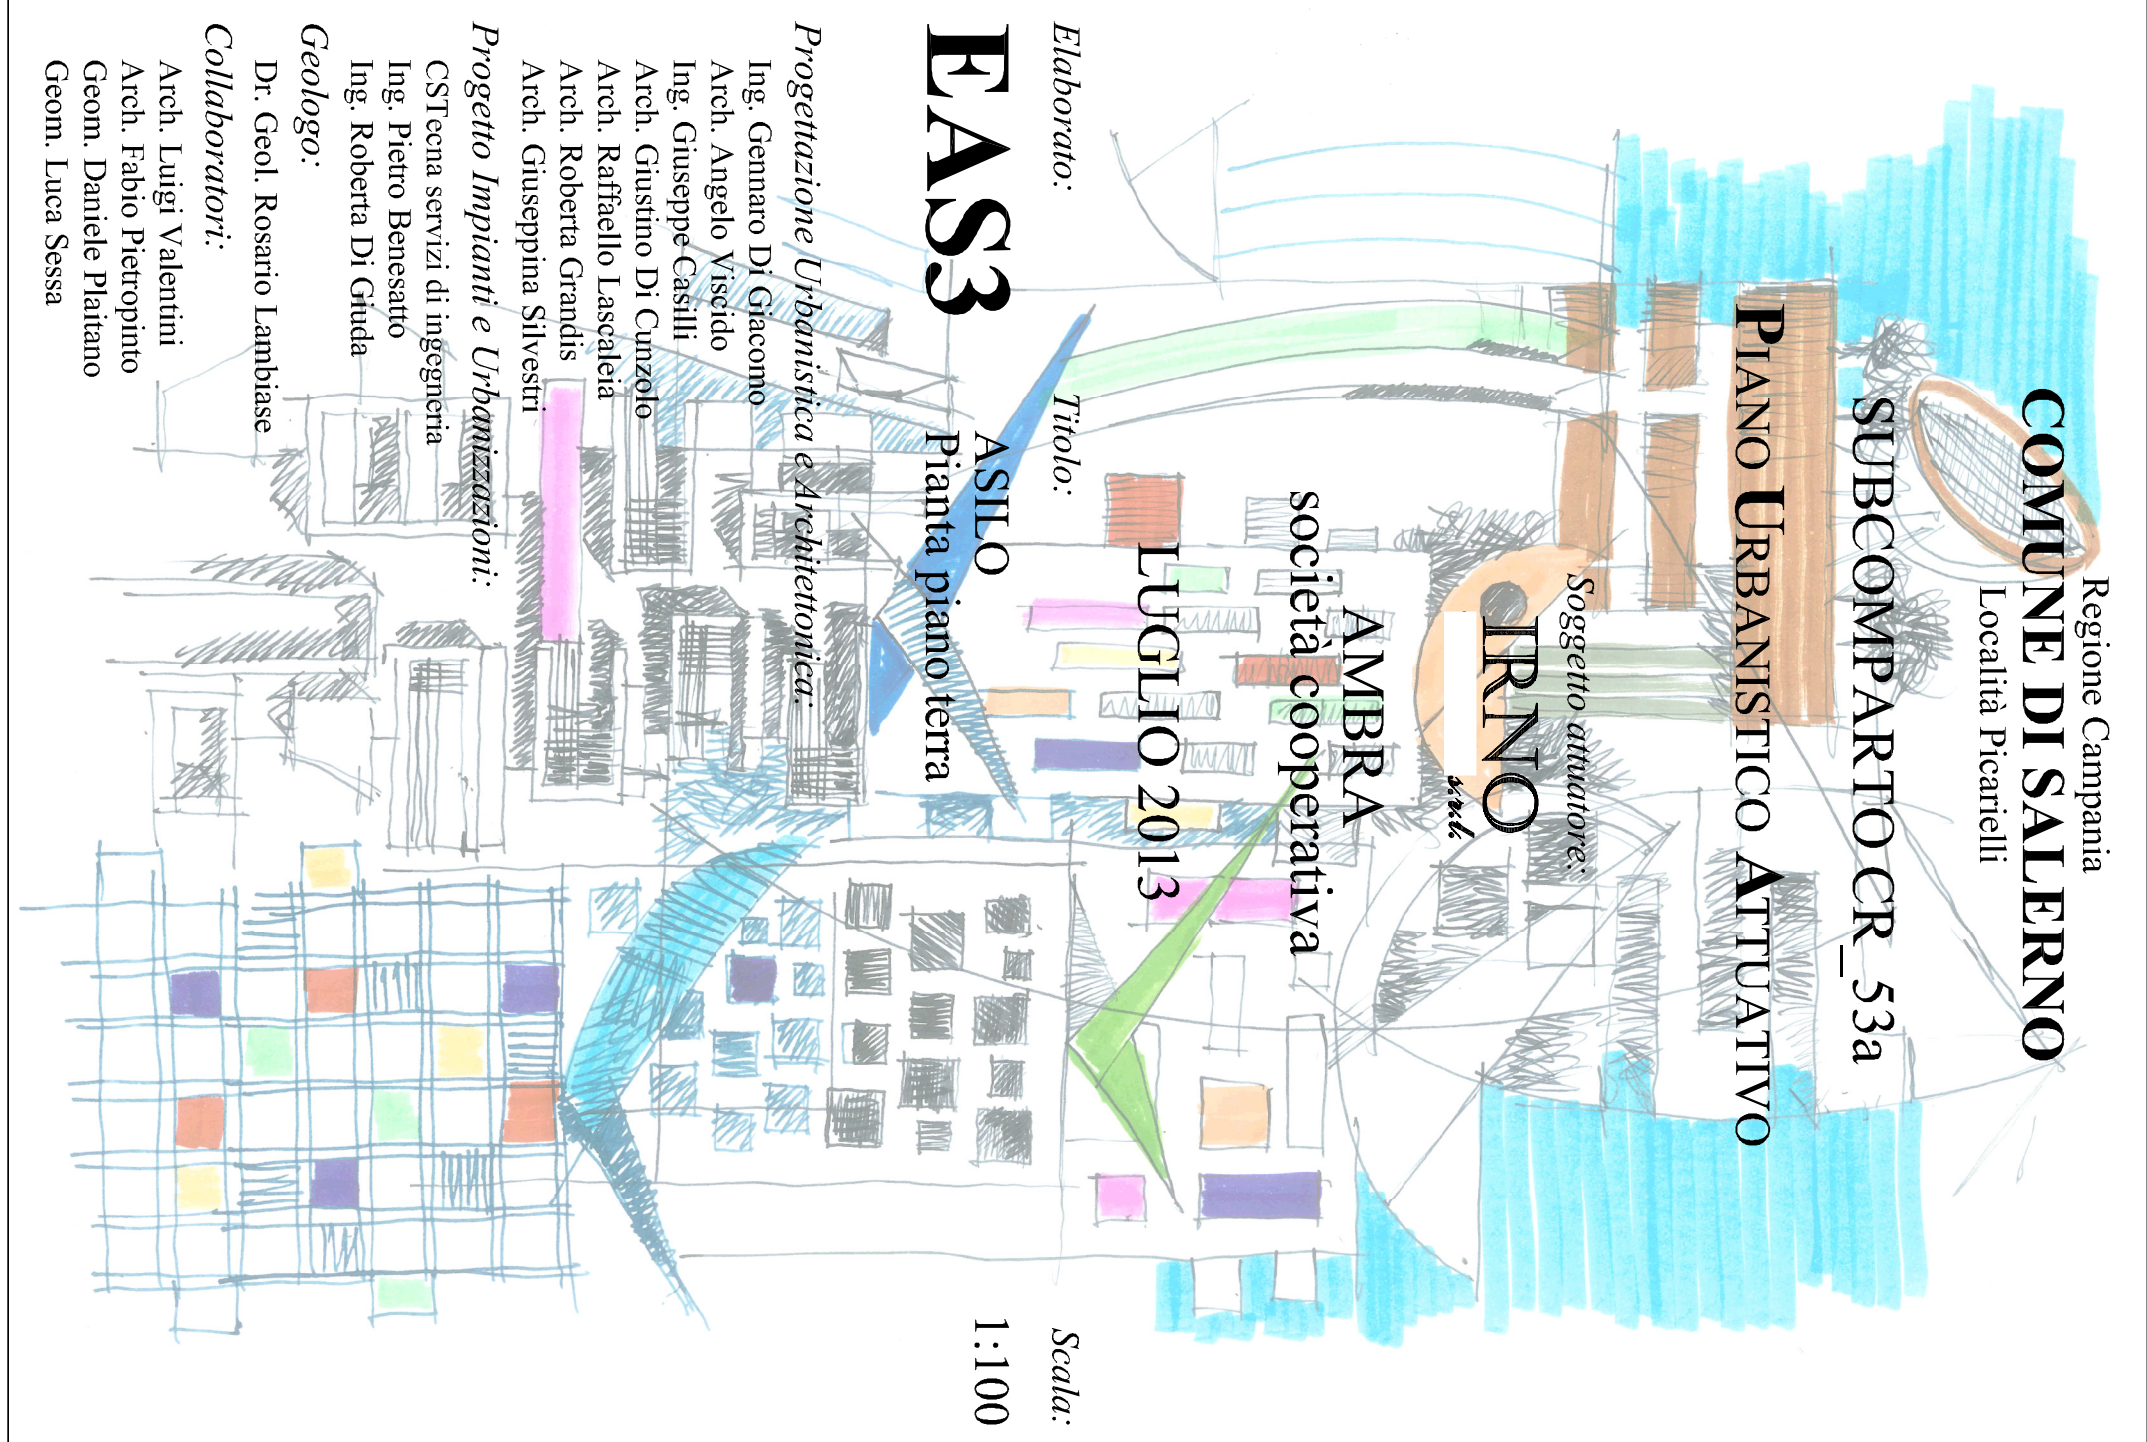 Regione Campania
COMUNE DI SALERNO
Località Picarielli
SUBCOMPARTO CR_53a
PIANO URBANISTICO ATTUATIVO
Soggetto attuatore:
IRNO
s.r.l.
AMBRA
società cooperativa
LUGLIO 2013
Elaborato:
Titolo:
Scala:
EAS3
ASILO
Pianta piano terra
1:100
Progettazione Urbanistica e Architettonica:
Ing. Gennaro Di Giacomo
Arch. Angelo Viscido
Ing. Giuseppe Casilli
Arch. Giustino Di Cunzolo
Arch. Raffaello Lascaleia
Arch. Roberta Grandis
Arch. Giuseppina Silvestri
Progetto Impianti e Urbanizzazioni:
CSTecna servizi di ingegneria
Ing. Pietro Benesatto
Ing. Roberta Di Giuda
Geologo:
Dr. Geol. Rosario Lambiase
Collaboratori:
Arch. Luigi Valentini
Arch. Fabio Pietropinto
Geom. Daniele Plaitano
Geom. Luca Sessa